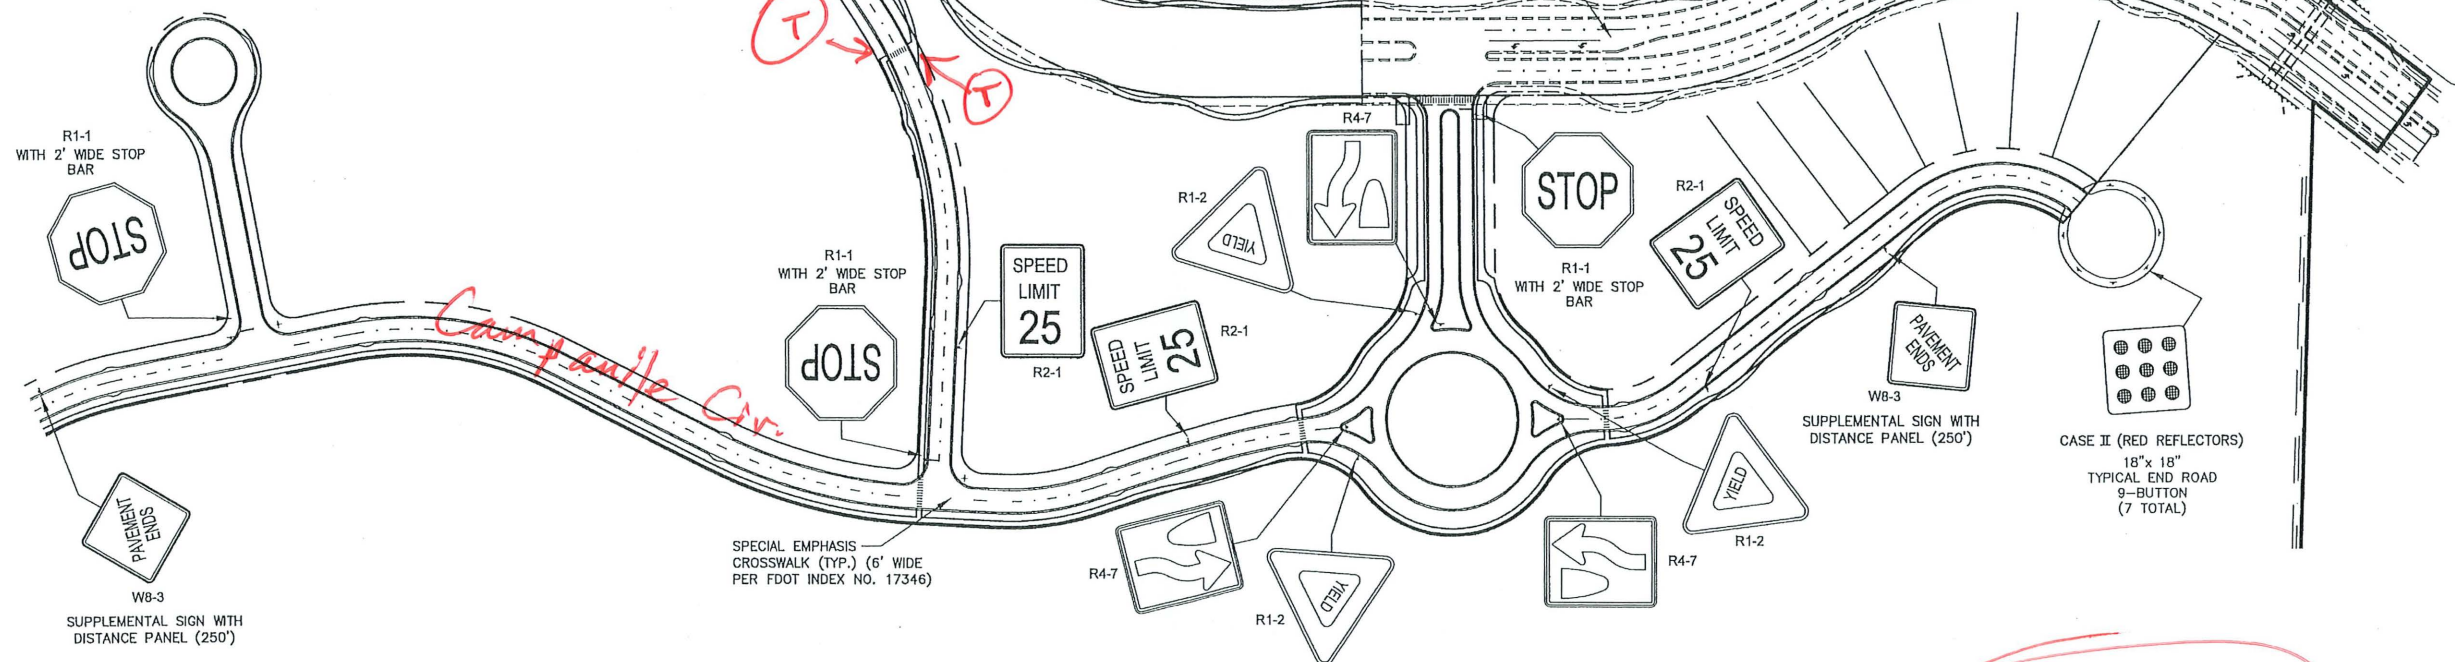 T
T
R1-1
WITH 2' WIDE STOP
BAR
STOP
R4-7
R1-2
YIELD
STOP
R1-1
WITH 2' WIDE STOP
BAR
R2-1
SPEED
LIMIT
25
R1-1
WITH 2' WIDE STOP
BAR
STOP
SPEED
LIMIT
25
R2-1
SPEED
LIMIT
25
R2-1
Campanile Cir.
PAVEMENT
ENDS
W8-3
SUPPLEMENTAL SIGN WITH
DISTANCE PANEL (250')
CASE II (RED REFLECTORS)
18"x 18"
TYPICAL END ROAD
9-BUTTON
(7 TOTAL)
PAVEMENT
ENDS
W8-3
SUPPLEMENTAL SIGN WITH
DISTANCE PANEL (250')
SPECIAL EMPHASIS
CROSSWALK (TYP.) (6' WIDE
PER FDOT INDEX NO. 17346)
R4-7
R1-2
YIELD
R4-7
YIELD
R1-2